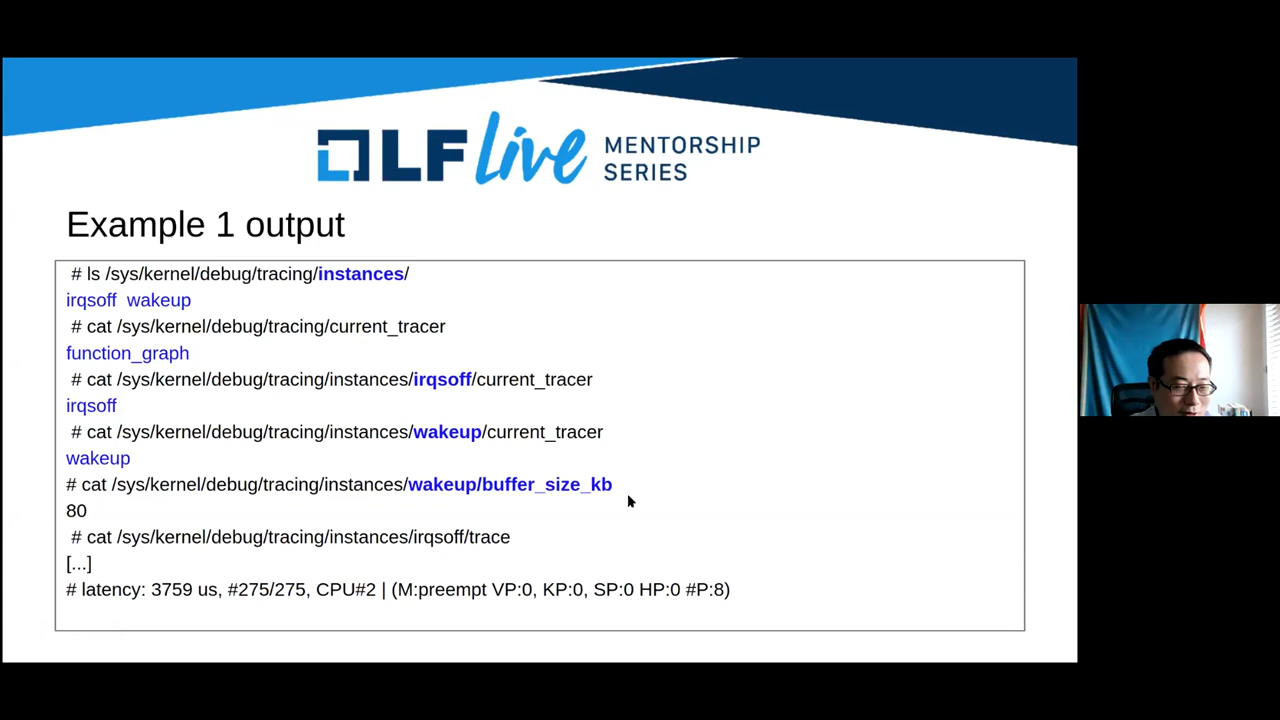 LF Live MENTORSHIP
SERIES
Example 1 output
# ls /sys/kernel/debug/tracing/instances/
irqsoff wakeup
# cat /sys/kernel/debug/tracing/current_tracer
function_graph
# cat /sys/kernel/debug/tracing/instances/irqsoff/current_tracer
irqsoff
# cat /sys/kernel/debug/tracing/instances/wakeup/current_tracer
wakeup
# cat /sys/kernel/debug/tracing/instances/wakeup/buffer_size_kb
80
# cat /sys/kernel/debug/tracing/instances/irqsoff/trace
[...]
# latency: 3759 us, #275/275, CPU#2 | (M:preempt VP:0, KP:0, SP:0 HP:0 #P:8)